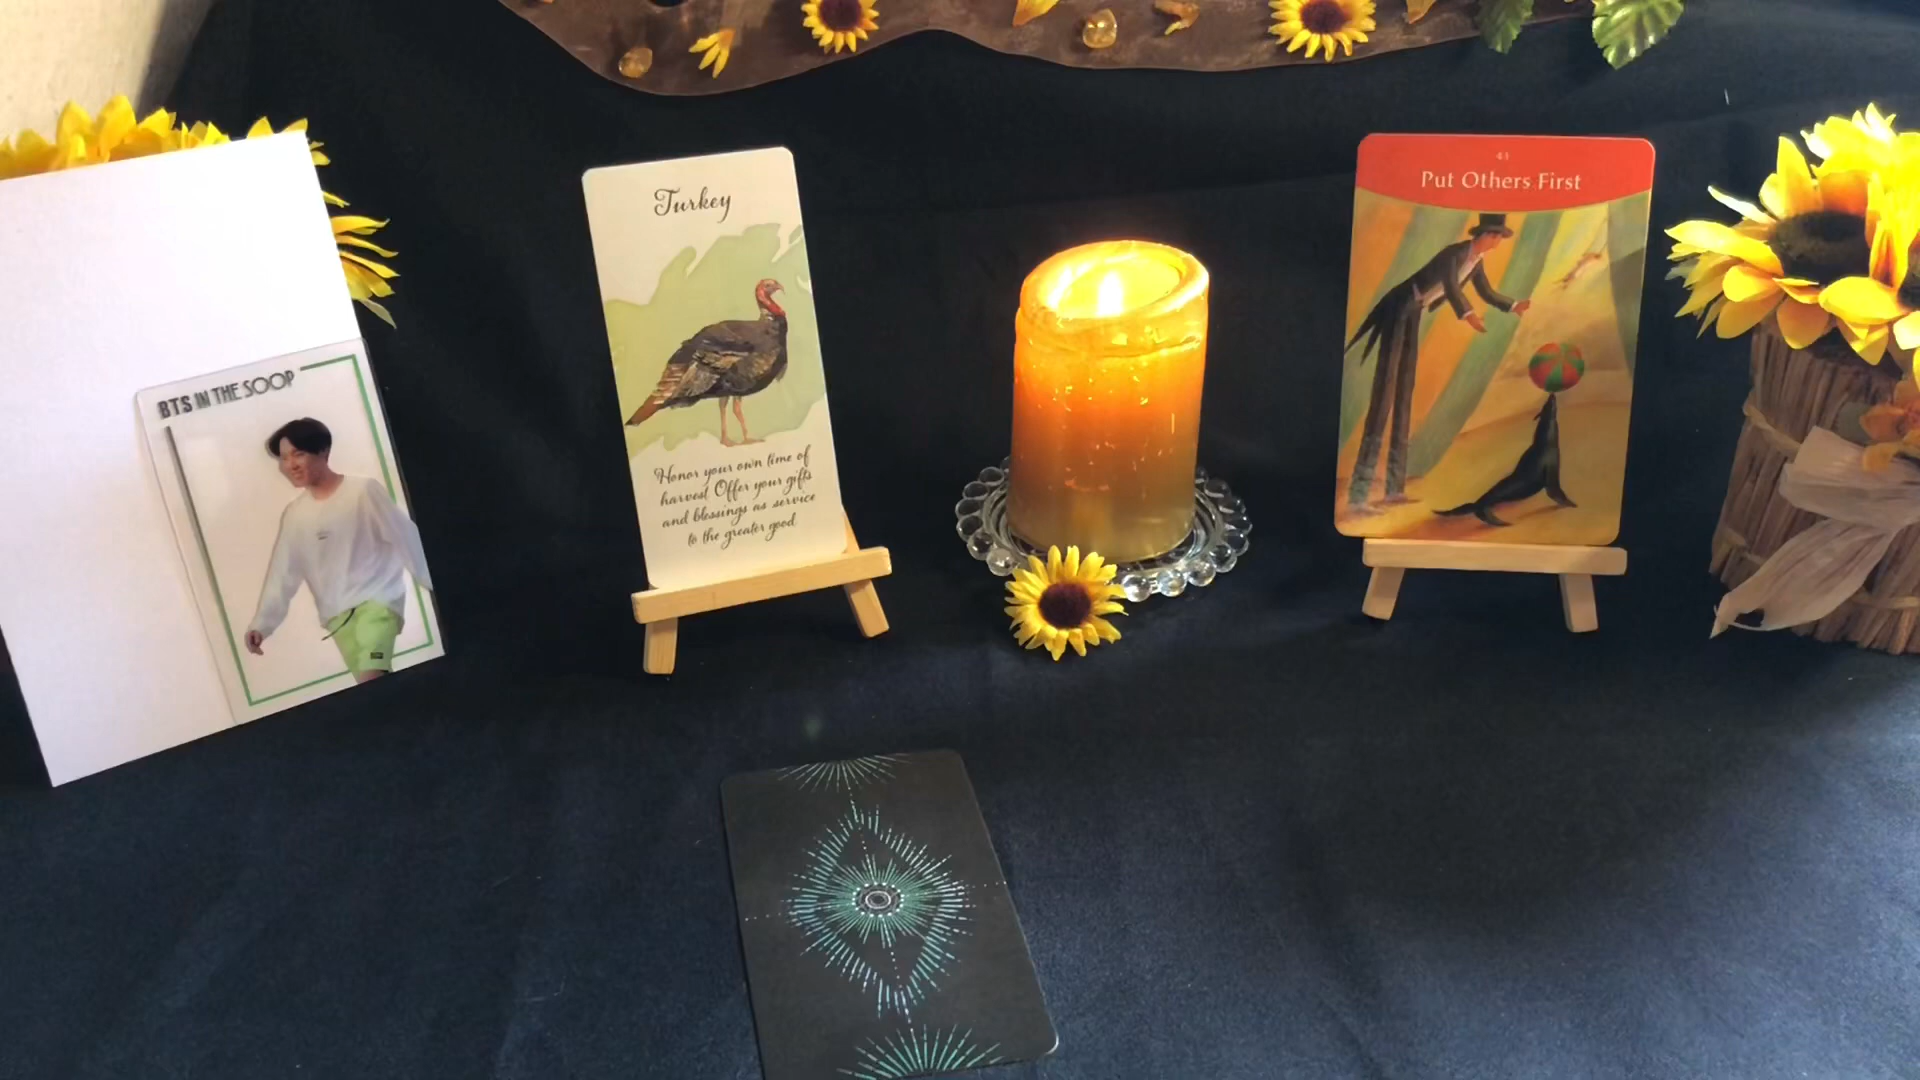 BTS IN THE SOOP
Turkey
Honor your own time of
harvest Offer your gifts
and blessings as service
to the greater good
41
Put Others First